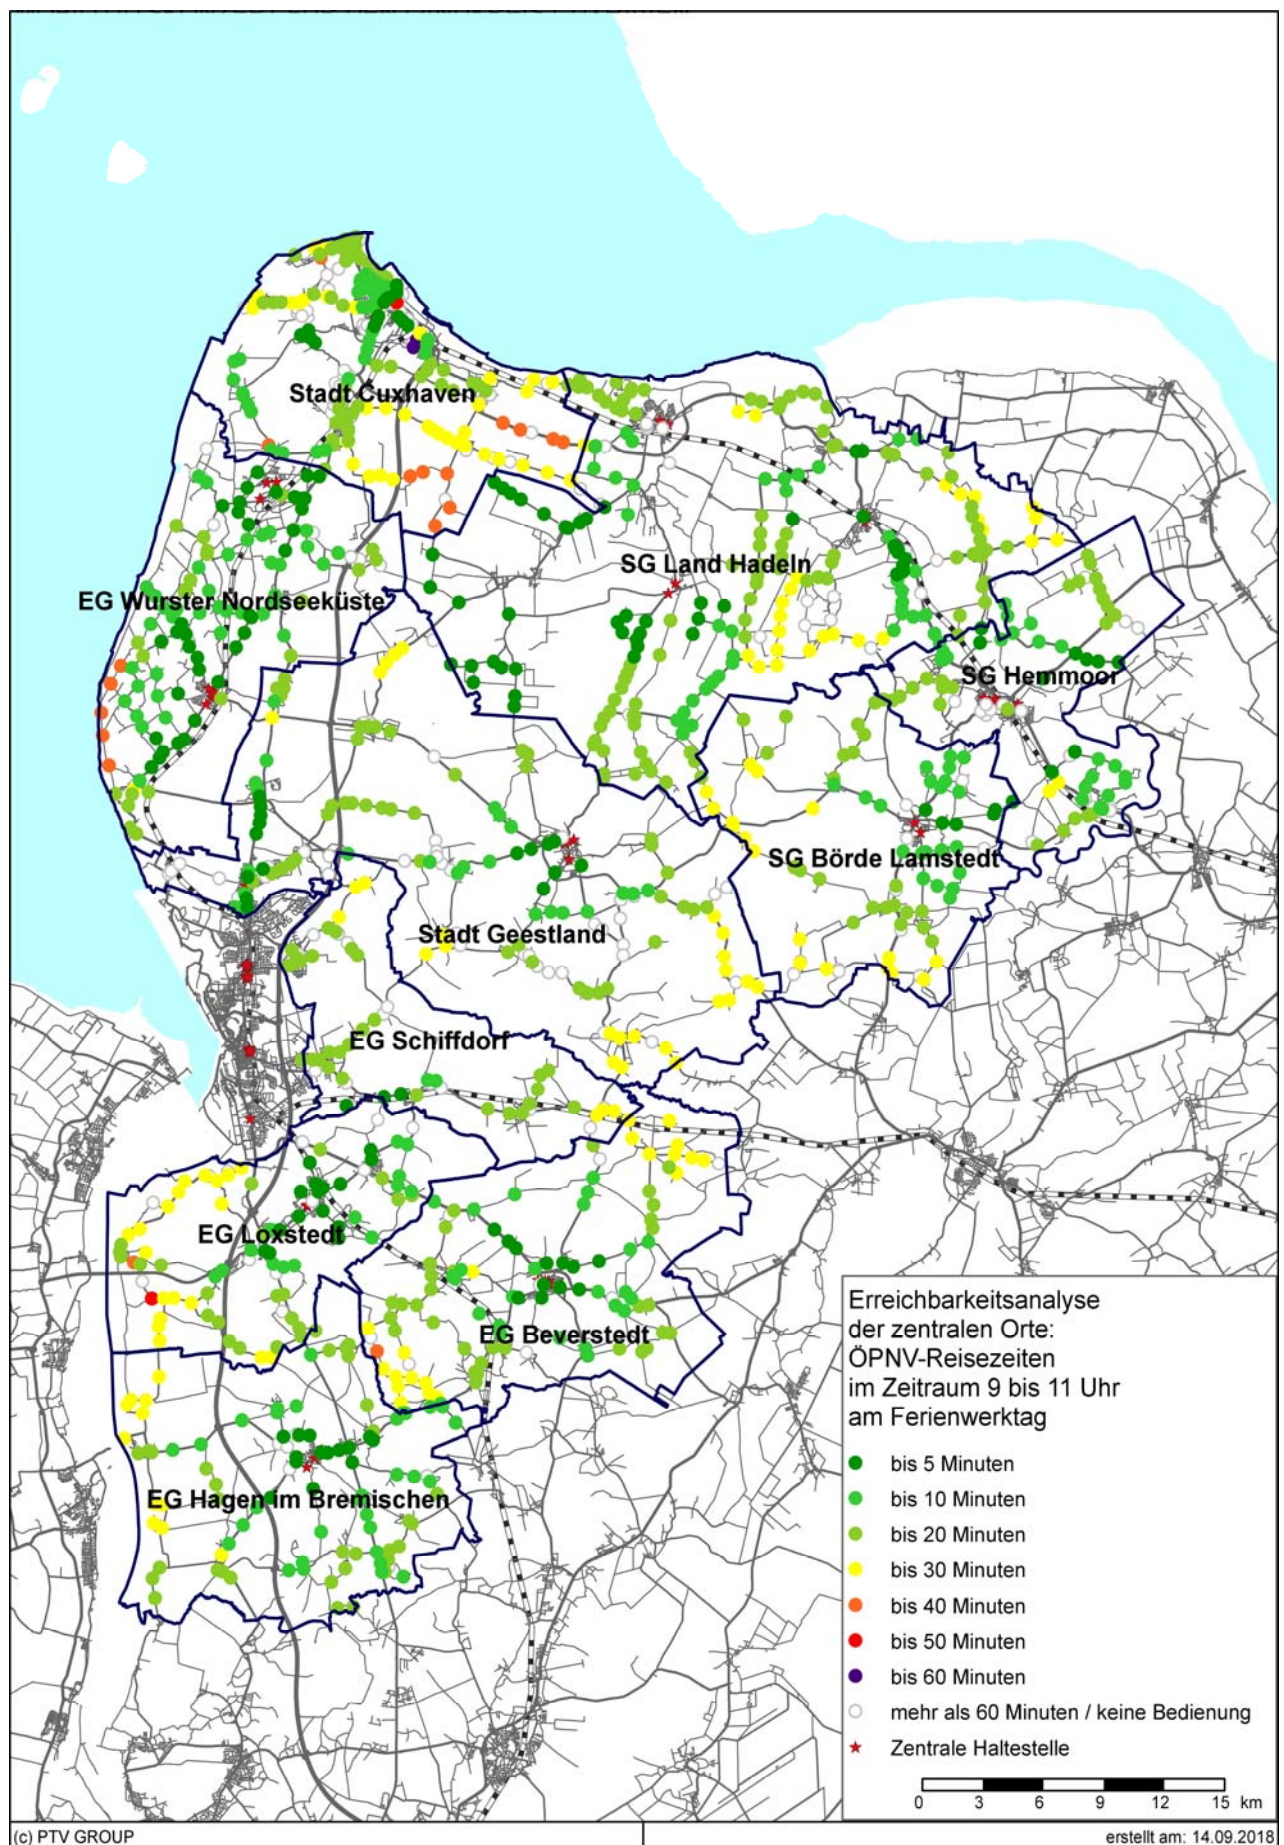 Stadt Cuxhaven
SG Land Hadeln
EG Wurster Nordseeküste
SG Hemmoor
SG Börde Lamstedt
Stadt Geestland
EG Schiffdorf
EG Loxstedt
EG Beverstedt
EG Hagen im Bremischen
Erreichbarkeitsanalyse
der zentralen Orte:
ÖPNV-Reisezeiten
im Zeitraum 9 bis 11 Uhr
am Ferienwerktag
bis 5 Minuten
bis 10 Minuten
bis 20 Minuten
bis 30 Minuten
bis 40 Minuten
bis 50 Minuten
bis 60 Minuten
mehr als 60 Minuten / keine Bedienung
Zentrale Haltestelle
0 3 6 9 12 15 km
(c) PTV GROUP
erstellt am: 14.09.2018